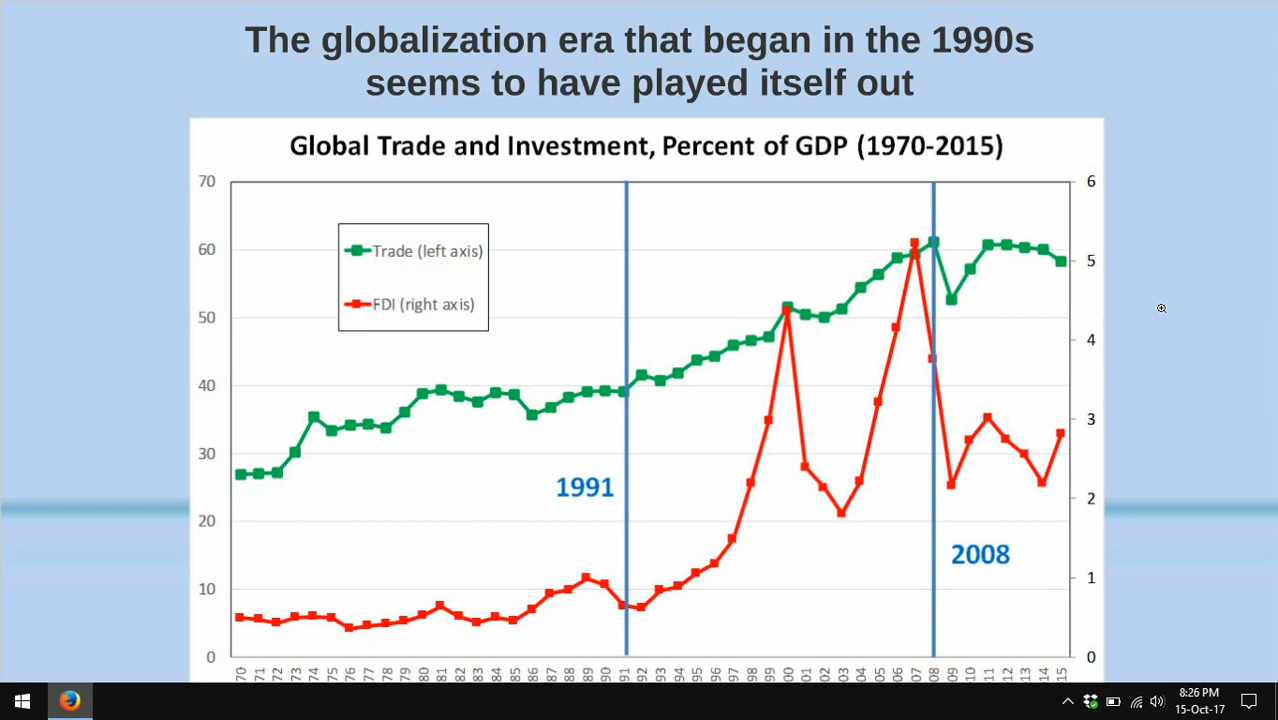 The globalization era that began in the 1990s
seems to have played itself out
Global Trade and Investment, Percent of GDP (1970-2015)
70
60
50
40
30
20
10
0
Trade (left axis)
FDI (right axis)
1991
2008
6
5
4
3
2
1
0
70 71 72 73 74 75 76 77 78 79 80 81 82 83 84 85 86 87 88 89 90 91 92 93 94 95 96 97 98 99 00 01 02 03 04 05 06 07 08 09 10 11 12 13 14 15
8:26 PM
15-Oct-17